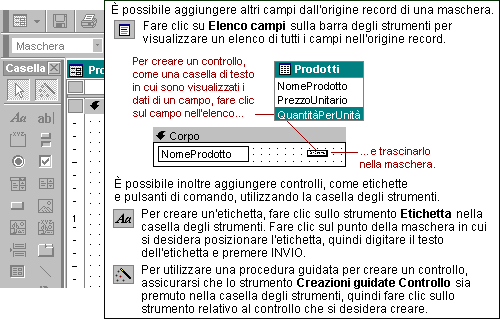 È possibile aggiungere altri campi dall'origine record di una maschera.
Fare clic su Elenco campi sulla barra degli strumenti per
visualizzare un elenco di tutti i campi nell'origine record.
Maschera
Casella
Pro
Aa
ab|
XYZ
1
Per creare un controllo,
come una casella di testo
in cui sono visualizzati i
dati di un campo, fare clic
sul campo nell'elenco...
Prodotti
NomeProdotto
PrezzoUnitario
QuantitàPerUnità
Corpo
NomeProdotto
... e trascinarlo
nella maschera.
È possibile inoltre aggiungere controlli, come etichette
e pulsanti di comando, utilizzando la casella degli strumenti.
Aa
Per creare un'etichetta, fare clic sullo strumento Etichetta nella
casella degli strumenti. Fare clic sul punto della maschera in cui
si desidera posizionare l'etichetta, quindi digitare il testo
dell'etichetta e premere INVIO.
Per utilizzare una procedura guidata per creare un controllo,
assicurarsi che lo strumento Creazioni guidate Controllo sia
premuto nella casella degli strumenti, quindi fare clic sullo
strumento relativo al controllo che si desidera creare.